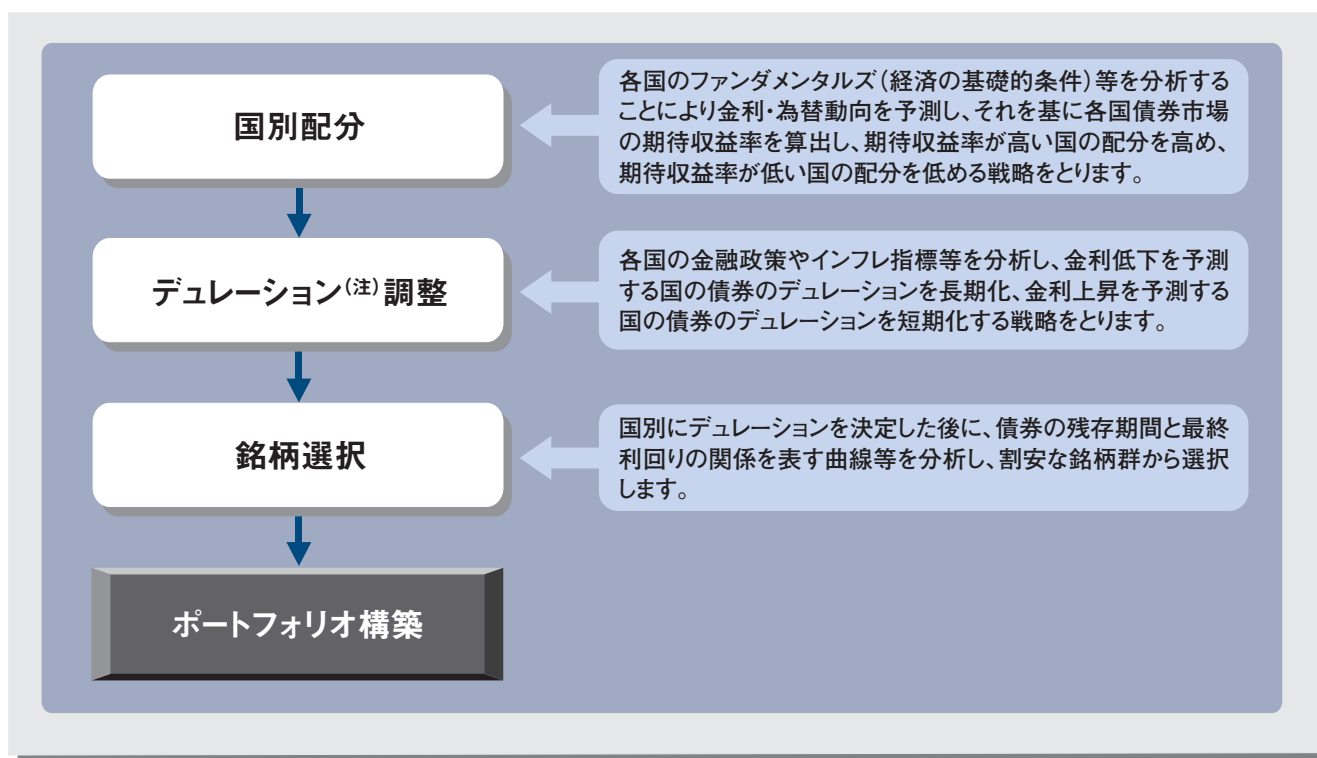 国別配分
各国のファンダメンタルズ（経済の基礎的条件）等を分析する
ことにより金利・為替動向を予測し、それを基に各国債券市場
の期待収益率を算出し、期待収益率が高い国の配分を高め、
期待収益率が低い国の配分を低める戦略をとります。
デュレーション（注）調整
各国の金融政策やインフレ指標等を分析し、金利低下を予測
する国の債券のデュレーションを長期化、金利上昇を予測する
国の債券のデュレーションを短期化する戦略をとります。
銘柄選択
国別にデュレーションを決定した後に、債券の残存期間と最終
利回りの関係を表す曲線等を分析し、割安な銘柄群から選択
します。
ポートフォリオ構築